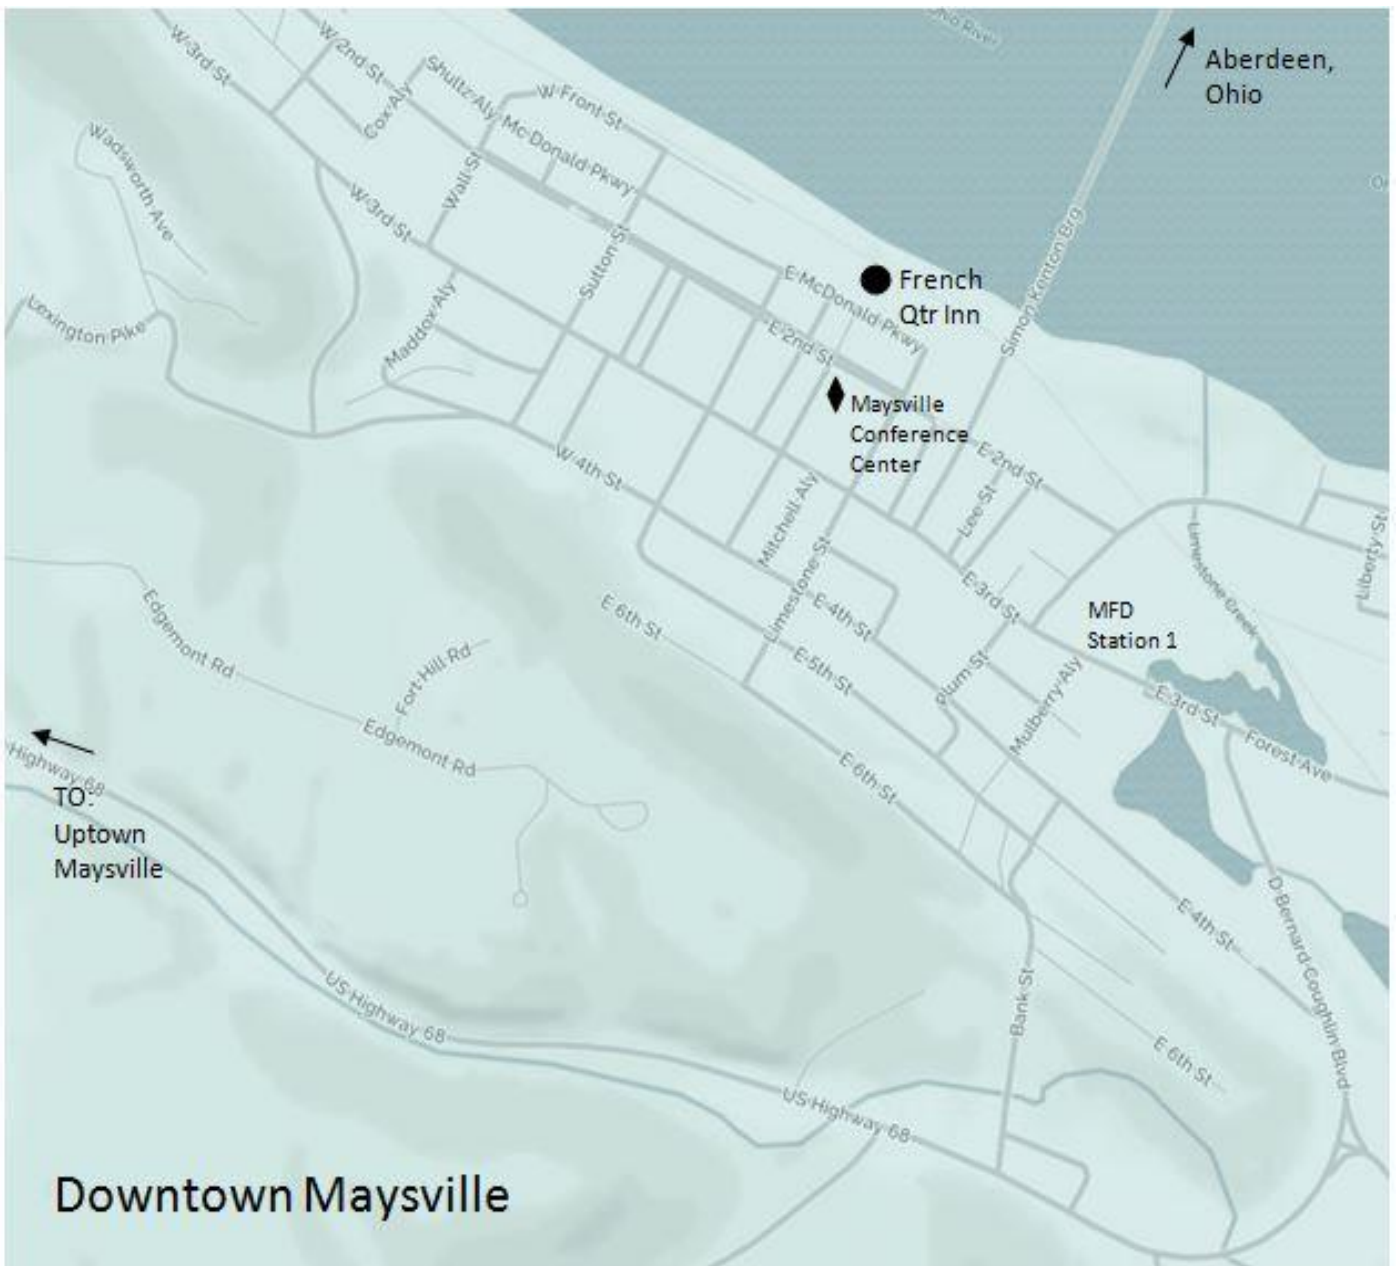 Ohio River
Aberdeen,
Ohio
W 3rd St
W 2nd St
Shultz Aly
W Front St
Cox Aly
Mc Donald Pkwy
Wadsworth Ave
Wall St
W 3rd St
Sutton St
E McDonald Pkwy
French
Qtr Inn
Simon Kenton Brg
Lexington Pike
Maddox Aly
E 2nd St
Maysville
Conference
Center
E 2nd St
W 4th St
Mitchell Aly
Lee St
Limestone St
Limestone Creek
Liberty St
E 3rd St
MFD
Station 1
E 4th St
E 6th St
Edgemont Rd
Fort Hill Rd
E 5th St
Plum St
Mulberry Aly
E 3rd St
Forest Ave
Edgemont Rd
E 6th St
Highway 68
TO:
Uptown
Maysville
E 4th St
D Bernard Coughlin Blvd
US Highway 68
Bank St
E 6th St
US Highway 68
Downtown Maysville